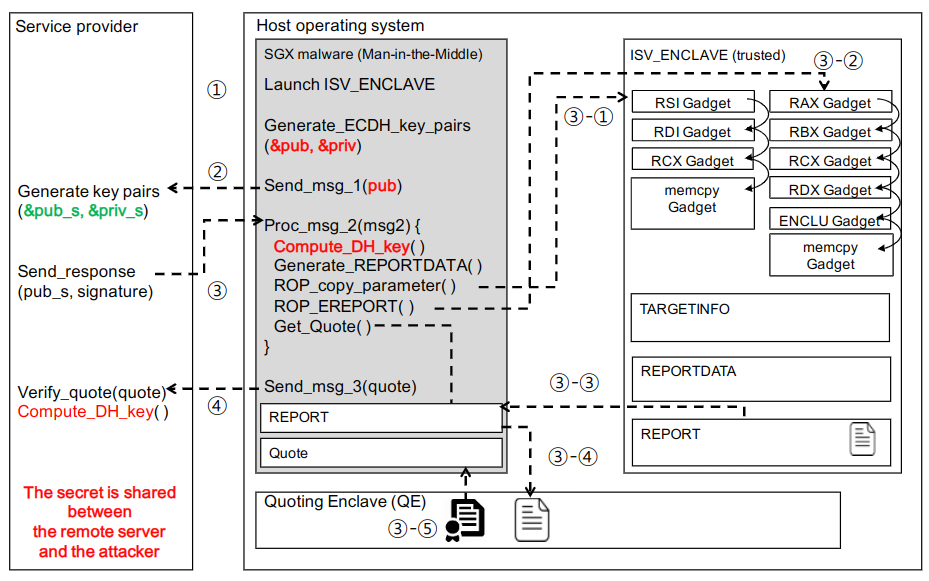 Service provider
Generate key pairs
(&pub_s, &priv_s)
Send_response
(pub_s, signature)
Verify_quote(quote)
Compute_DH_key( )
The secret is shared
between
the remote server
and the attacker
①
②
③
④
Host operating system
SGX malware (Man-in-the-Middle)
Launch ISV_ENCLAVE
Generate_ECDH_key_pairs
(&pub, &priv)
Send_msg_1(pub)
Proc_msg_2(msg2) {
Compute_DH_key( )
Generate_REPORTDATA( )
ROP_copy_parameter( )
ROP_EREPORT( )
Get_Quote( )
}
Send_msg_3(quote)
REPORT
Quote
③-①
③-②
③-③
③-④
ISV_ENCLAVE (trusted)
RSI Gadget
RDI Gadget
RCX Gadget
memcpy
Gadget
RAX Gadget
RBX Gadget
RCX Gadget
RDX Gadget
ENCLU Gadget
memcpy
Gadget
TARGETINFO
REPORTDATA
REPORT
Quoting Enclave (QE)
③-⑤